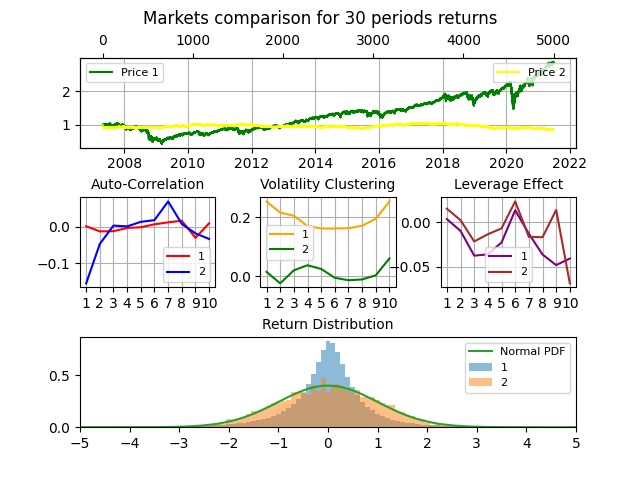 Markets comparison for 30 periods returns
0 1000 2000 3000 4000 5000
Price 1
Price 2
2
1
2008 2010 2012 2014 2016 2018 2020 2022
Auto-Correlation
Volatility Clustering
Leverage Effect
0.0
−0.1
1
2
1 2 3 4 5 6 7 8 9 10
0.2
0.0
1
2
1 2 3 4 5 6 7 8 9 10
0.00
−0.05
1
2
1 2 3 4 5 6 7 8 9 10
Return Distribution
0.5
0.0
Normal PDF
1
2
−5 −4 −3 −2 −1 0 1 2 3 4 5